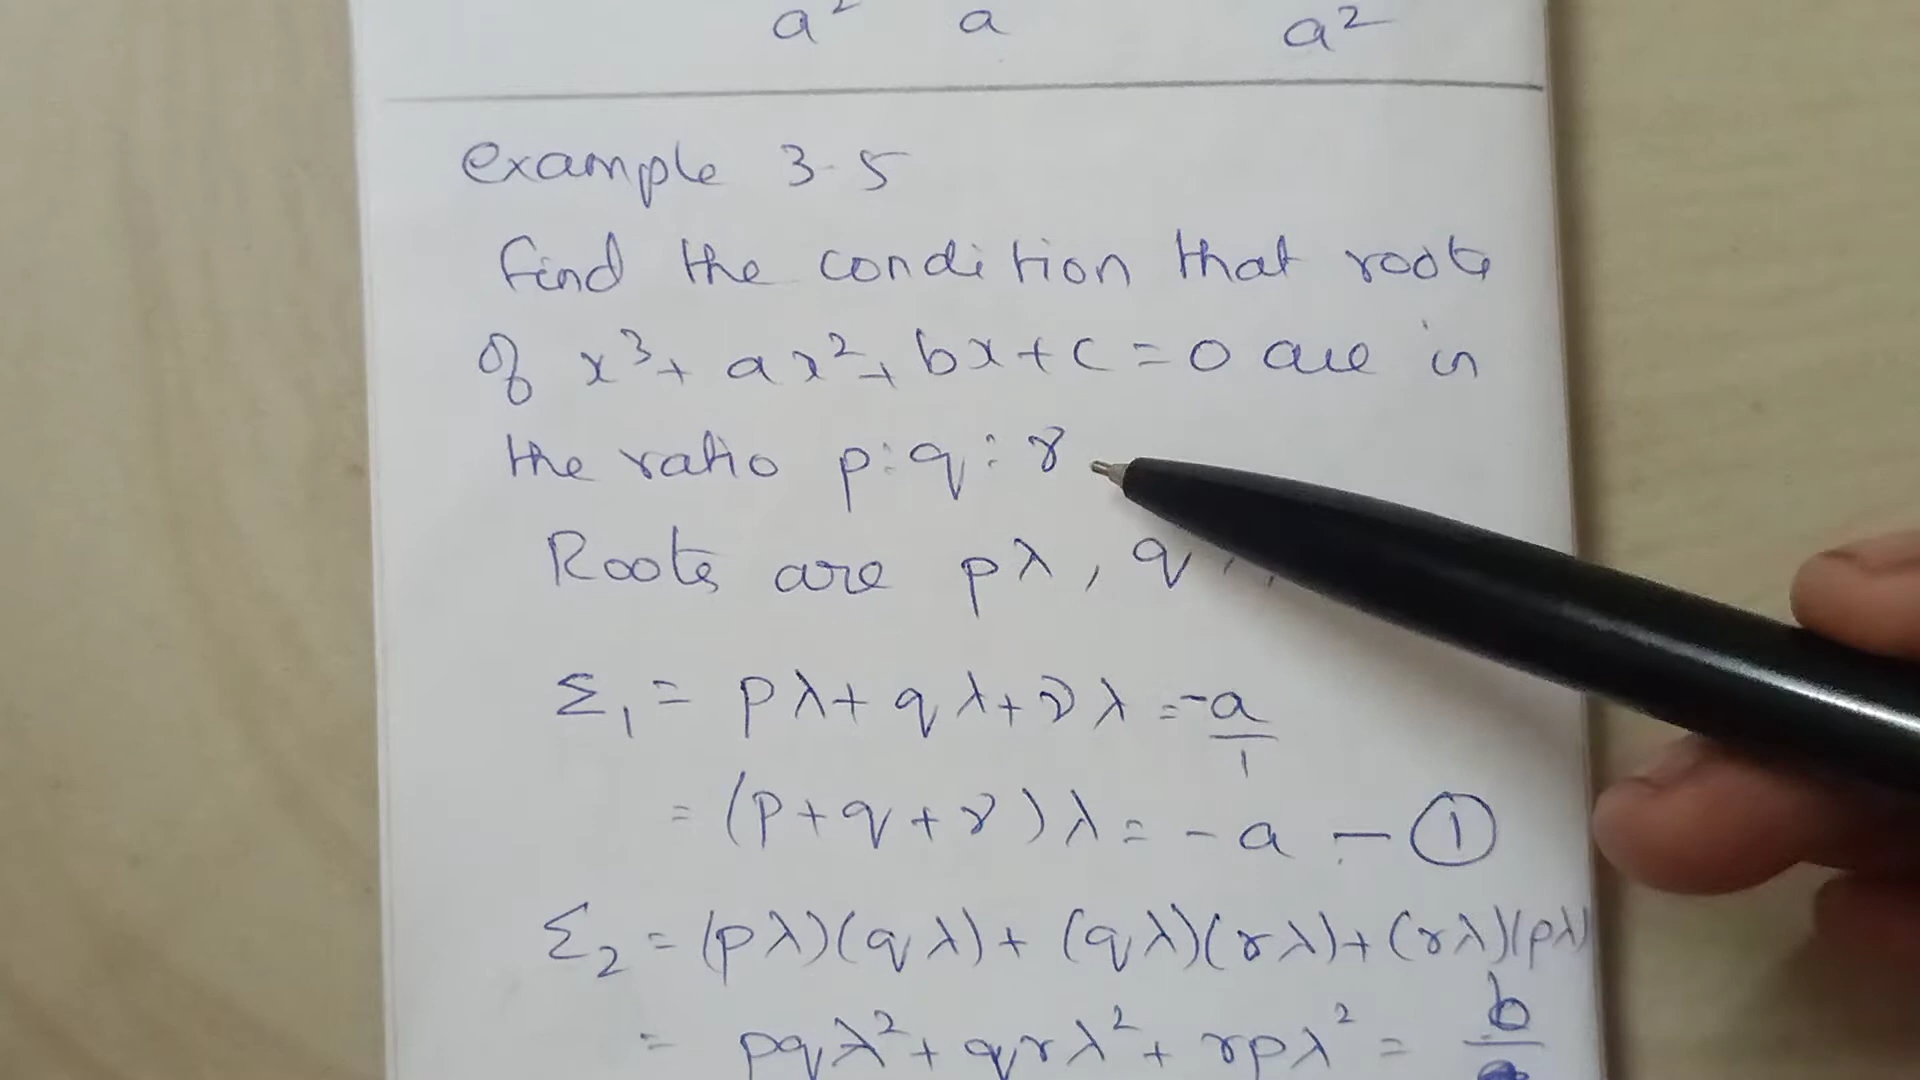 a² a a²
example 3.5
find the condition that roots
of x³+ ax²+ bx+c=0 are in
the ratio p:q:r
Roots are pλ, q
Σ₁ = pλ+ qλ+rλ = -a/1
= (p+q+r)λ = -a — ①
Σ₂ = (pλ)(qλ)+ (qλ)(rλ)+(rλ)(pλ)
= pqλ²+ qrλ²+ rpλ² = b